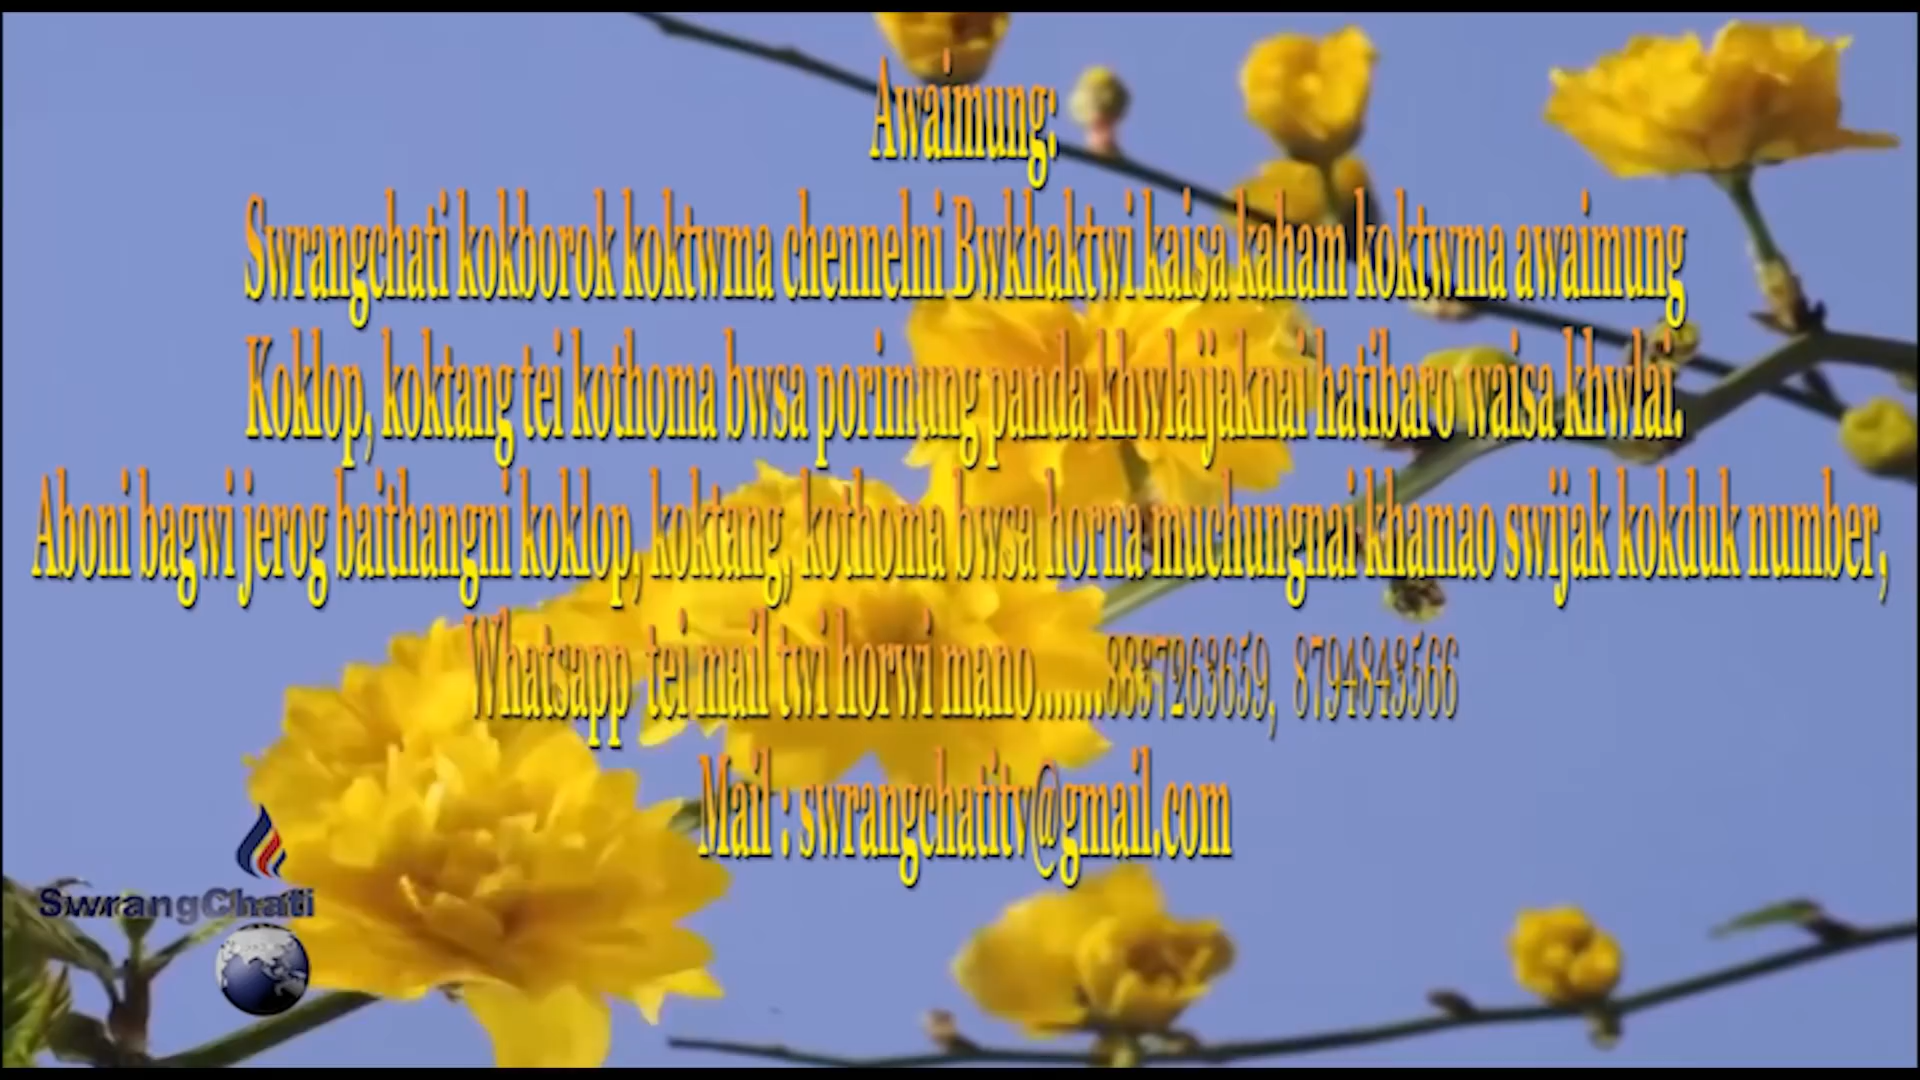 Awaimung:
Swrangchati kokborok koktwma chennelni Bwkhaktwi kaisa kaham koktwma awaimung
Koklop, koktang tei kothoma bwsa porimung panda khwlaijaknai hatibaro waisa khwlai.
Aboni bagwi jerog baithangni koklop, koktang, kothoma bwsa horna muchungnai khamao swijak kokduk number,
Whatsapp tei mail twi horwi mano.......8837263659, 8794843566
Mail : swrangchatitv@gmail.com
SwrangChati